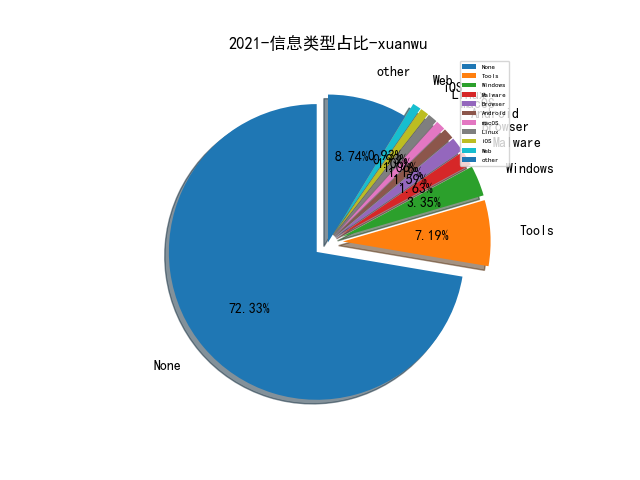 2021-信息类型占比-xuanwu
other
Web
iOS
Windows
Tools
None
8.74%
7.19%
3.35%
1.63%
1.59%
72.33%
None
Tools
Windows
Malware
Browser
Android
macOS
Linux
iOS
Web
other